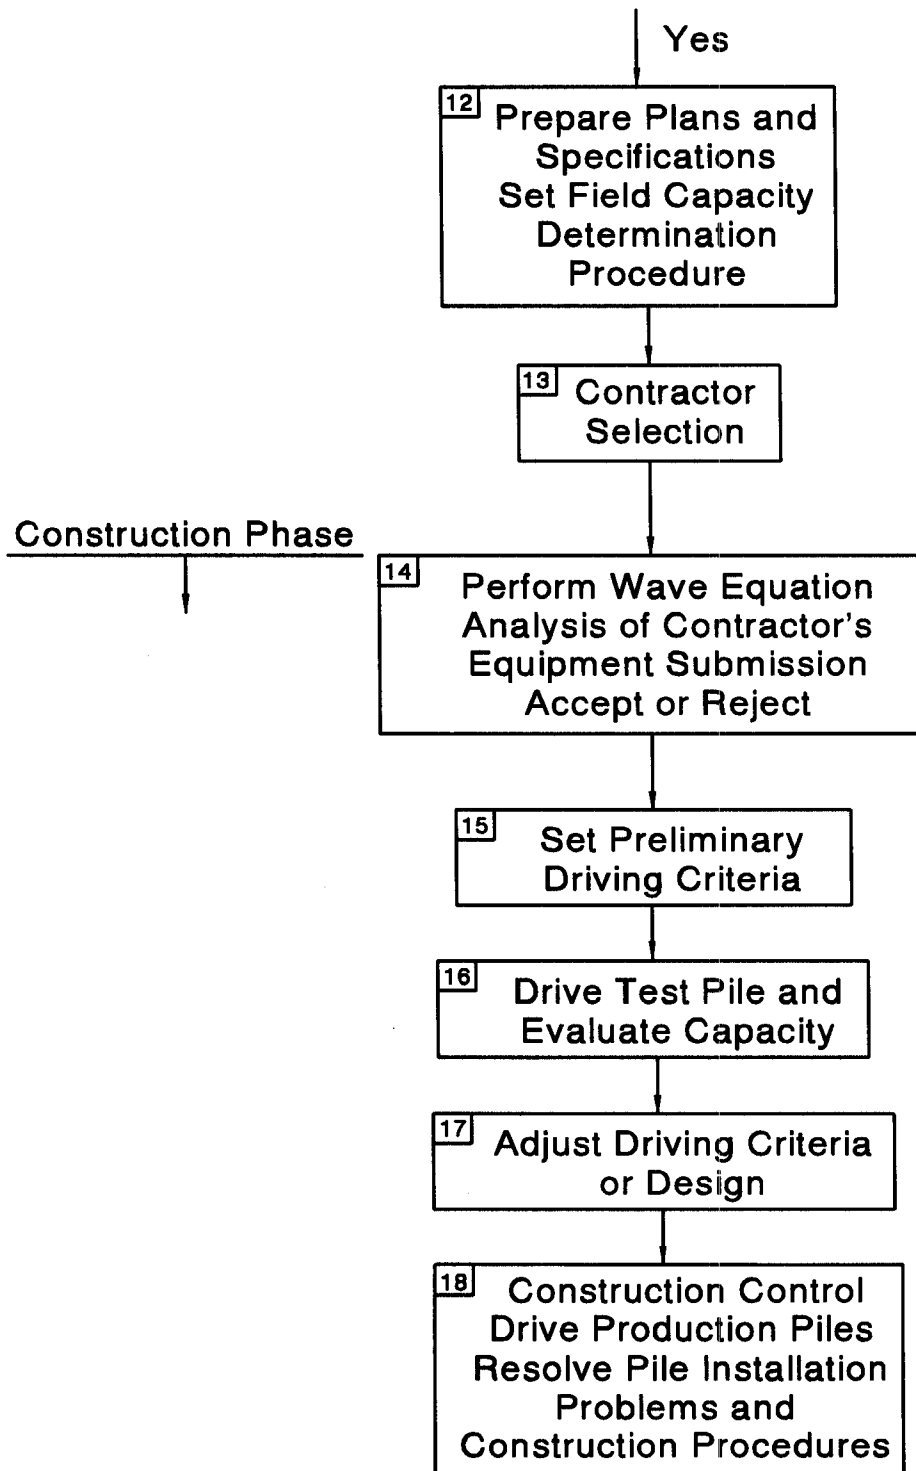 Yes
12
Prepare Plans and
Specifications
Set Field Capacity
Determination
Procedure
13
Contractor
Selection
Construction Phase
14
Perform Wave Equation
Analysis of Contractor's
Equipment Submission
Accept or Reject
15
Set Preliminary
Driving Criteria
16
Drive Test Pile and
Evaluate Capacity
17
Adjust Driving Criteria
or Design
18
Construction Control
Drive Production Piles
Resolve Pile Installation
Problems and
Construction Procedures